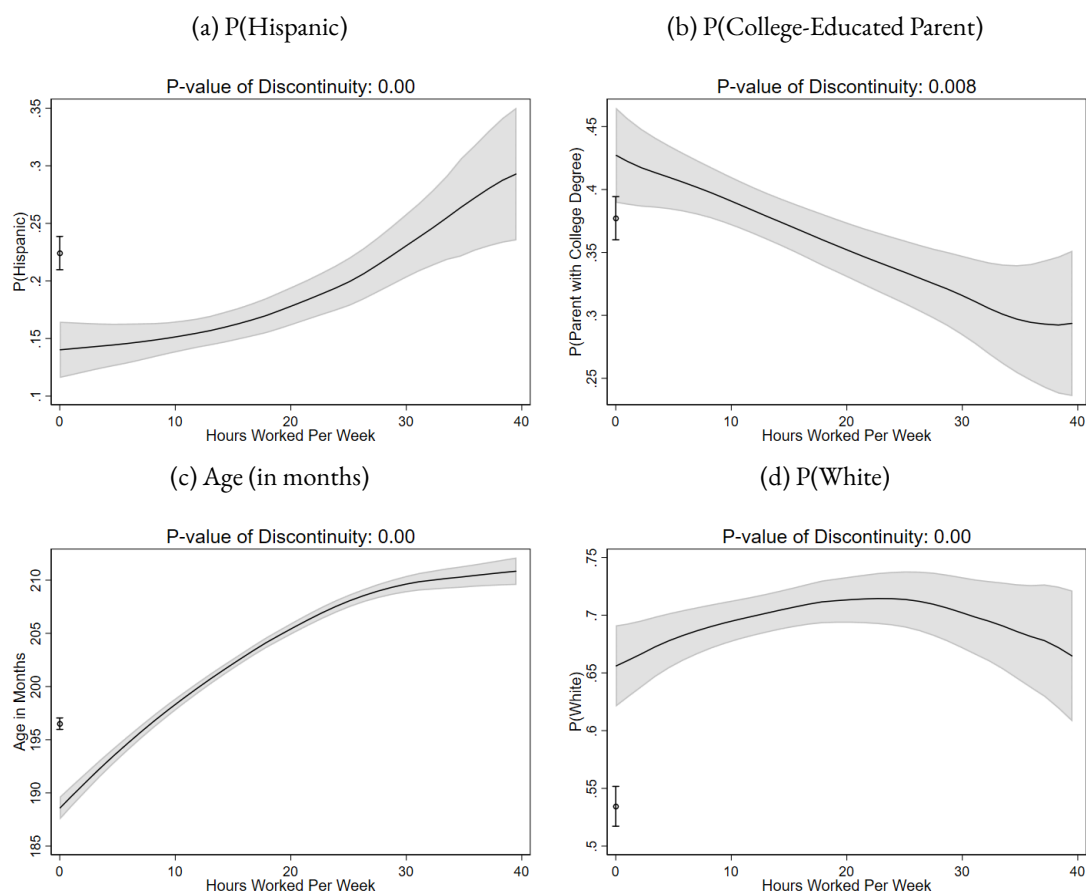 (a) P(Hispanic)
P-value of Discontinuity: 0.00
P(Hispanic)
.35
.3
.25
.2
.15
.1
0 10 20 30 40
Hours Worked Per Week
(b) P(College-Educated Parent)
P-value of Discontinuity: 0.008
P(Parent with College Degree)
.45
.4
.35
.3
.25
0 10 20 30 40
Hours Worked Per Week
(c) Age (in months)
P-value of Discontinuity: 0.00
Age in Months
210
205
200
195
190
185
0 10 20 30 40
Hours Worked Per Week
(d) P(White)
P-value of Discontinuity: 0.00
P(White)
.75
.7
.65
.6
.55
.5
0 10 20 30 40
Hours Worked Per Week